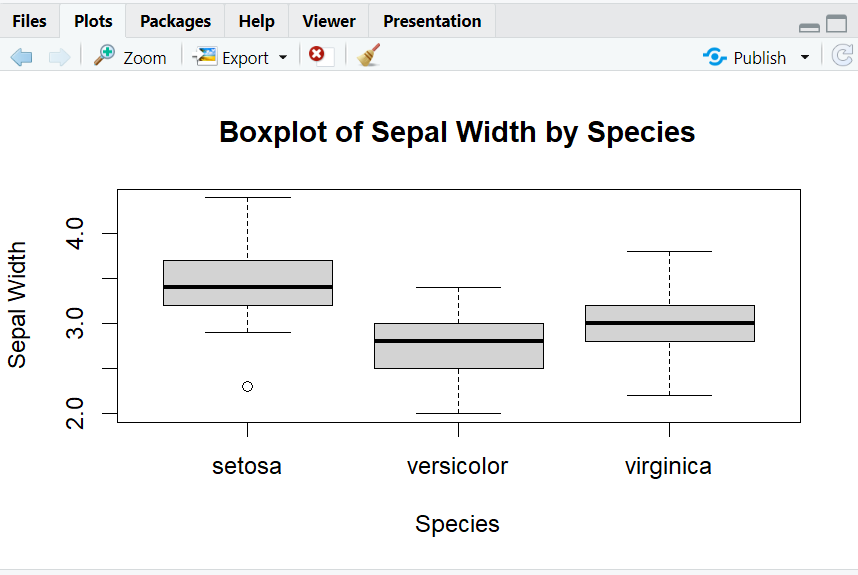 Files Plots Packages Help Viewer Presentation
Zoom Export Publish
Boxplot of Sepal Width by Species
Sepal Width
4.0
3.0
2.0
setosa versicolor virginica
Species